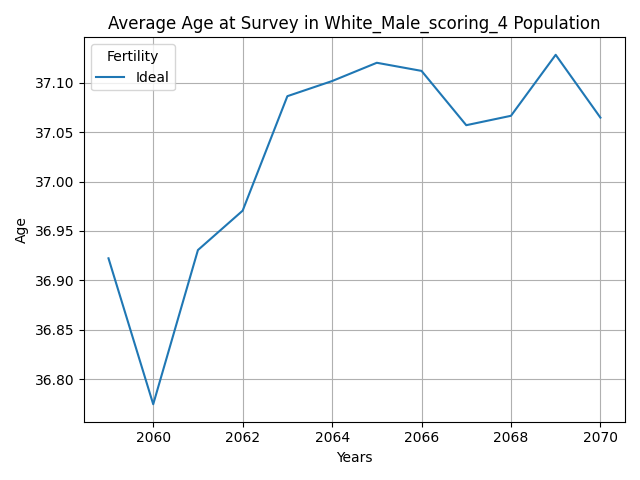 Average Age at Survey in White_Male_scoring_4 Population
Fertility
Ideal
37.10
37.05
37.00
36.95
36.90
36.85
36.80
Age
2060 2062 2064 2066 2068 2070
Years